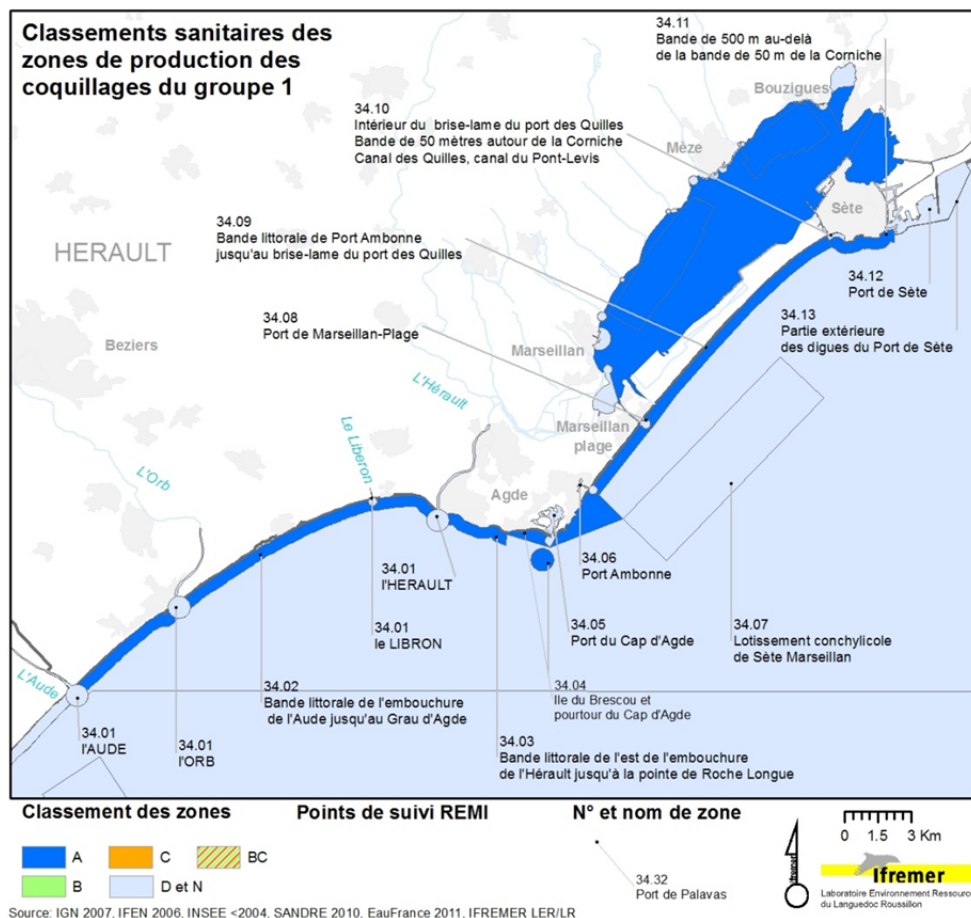 Classements sanitaires des
zones de production des
coquillages du groupe 1
34.11
Bande de 500 m au-delà
de la bande de 50 m de la Corniche
Bouzigues
34.10
Intérieur du brise-lame du port des Quilles
Bande de 50 mètres autour de la Corniche
Canal des Quilles, canal du Pont-Levis
Mèze
Sète
34.09
Bande littorale de Port Ambonne
jusqu'au brise-lame du port des Quilles
HERAULT
34.12
Port de Sète
34.08
Port de Marseillan-Plage
34.13
Partie extérieure
des digues du Port de Sète
Beziers
Marseillan
L'Hérault
Marseillan
plage
Le Liberon
L'Orb
Agde
34.01
l'HERAULT
34.06
Port Ambonne
34.01
le LIBRON
34.05
Port du Cap d'Agde
34.07
Lotissement conchylicole
de Sète Marseillan
L'Aude
34.02
Bande littorale de l'embouchure
de l'Aude jusqu'au Grau d'Agde
34.04
Ile du Brescou et
pourtour du Cap d'Agde
34.01
l'AUDE
34.01
l'ORB
34.03
Bande littorale de l'est de l'embouchure
de l'Hérault jusqu'à la pointe de Roche Longue
Classement des zones
Points de suivi REMI
N° et nom de zone
A
C
BC
B
D et N
34.32
Port de Palavas
0 1.5 3 Km
Ifremer
Laboratoire Environnement Ressource
du Languedoc Roussillon
Source: IGN 2007, IFEN 2006, INSEE <2004, SANDRE 2010, EauFrance 2011, IFREMER LER/LR